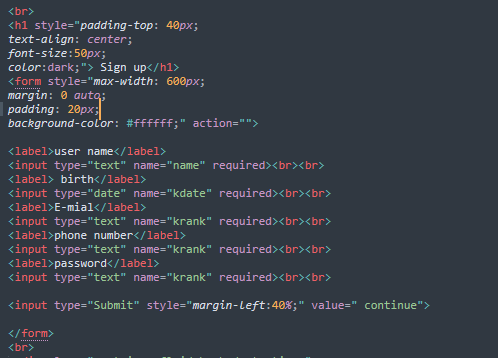 <br>
<h1 style="padding-top: 40px;
text-align: center;
font-size:50px;
color:dark;"> Sign up</h1>
<form style="max-width: 600px;
margin: 0 auto;
padding: 20px;
background-color: #ffffff;" action="">
<label>user name</label>
<input type="text" name="name" required><br><br>
<label> birth</label>
<input type="date" name="kdate" required><br><br>
<label>E-mial</label>
<input type="text" name="krank" required><br><br>
<label>phone number</label>
<input type="text" name="krank" required><br><br>
<label>password</label>
<input type="text" name="krank" required><br><br>
<input type="Submit" style="margin-left:40%;" value=" continue">
</form>
<br>